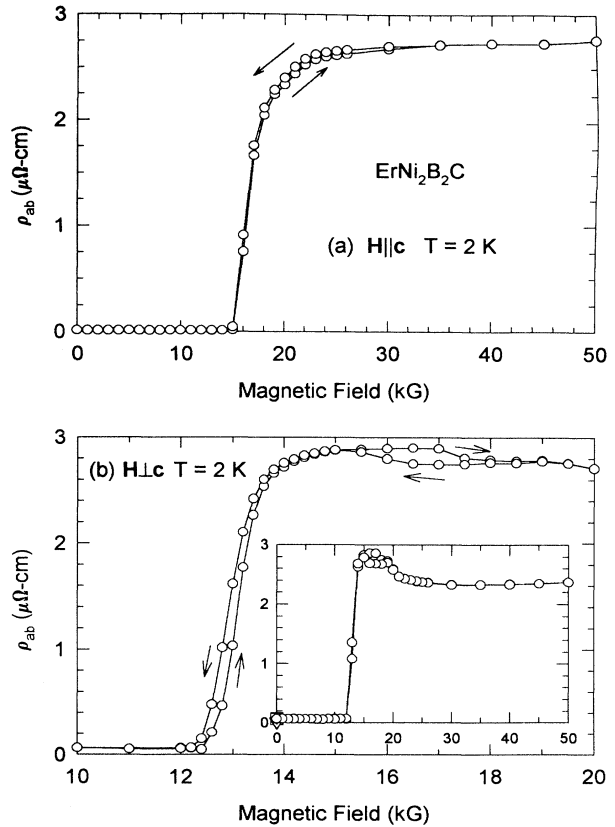 3
2
1
0
ρab (μΩ-cm)
ErNi2B2C
(a) H||c T = 2 K
0 10 20 30 40 50
Magnetic Field (kG)
3
2
1
0
ρab (μΩ-cm)
(b) H⊥c T = 2 K
3
2
1
0
0 10 20 30 40 50
10 12 14 16 18 20
Magnetic Field (kG)